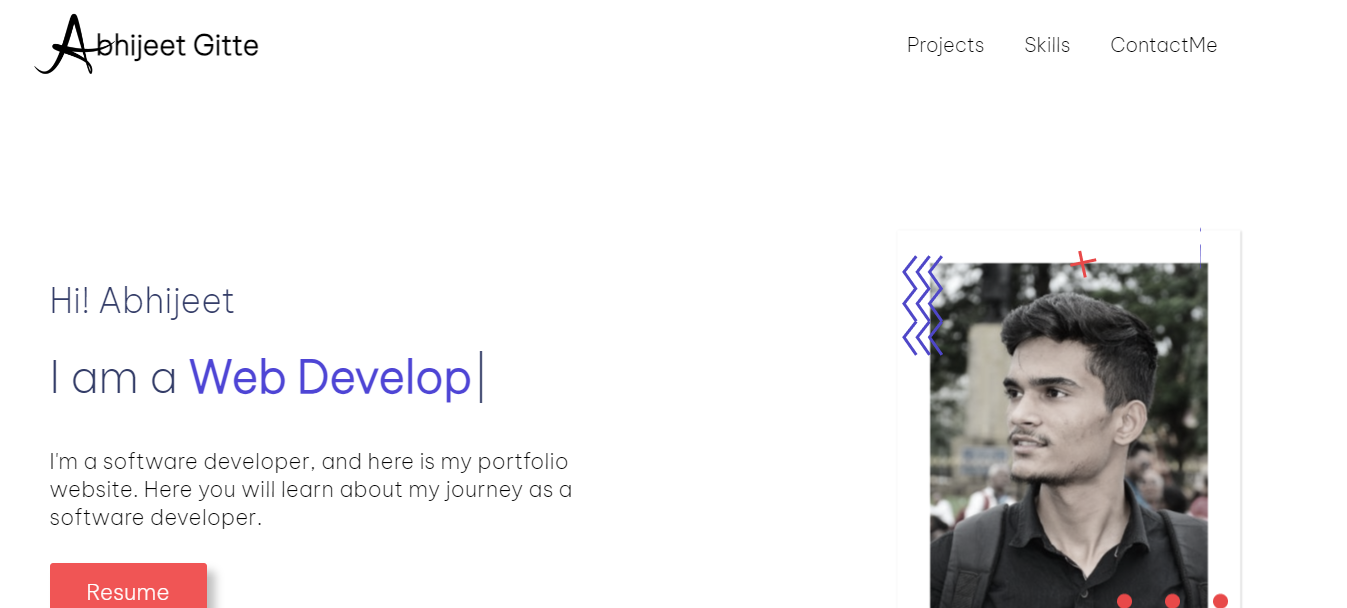 Abhijeet Gitte
Projects Skills ContactMe
Hi! Abhijeet
I am a Web Develop
I'm a software developer, and here is my portfolio
website. Here you will learn about my journey as a
software developer.
Resume